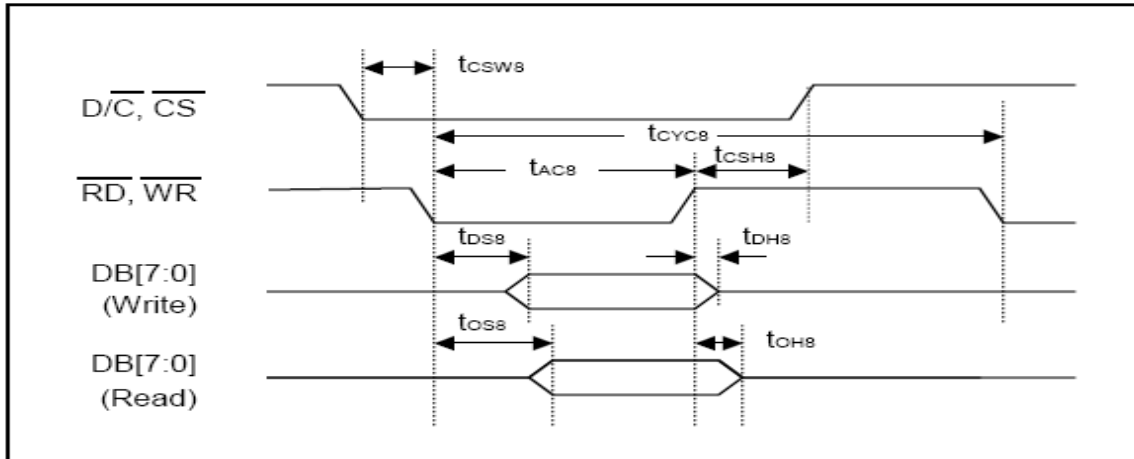 tCSW8
D/C, CS
tCYC8
tAC8
tCSH8
RD, WR
tDS8
tDH8
DB[7:0]
(Write)
tOS8
tOH8
DB[7:0]
(Read)